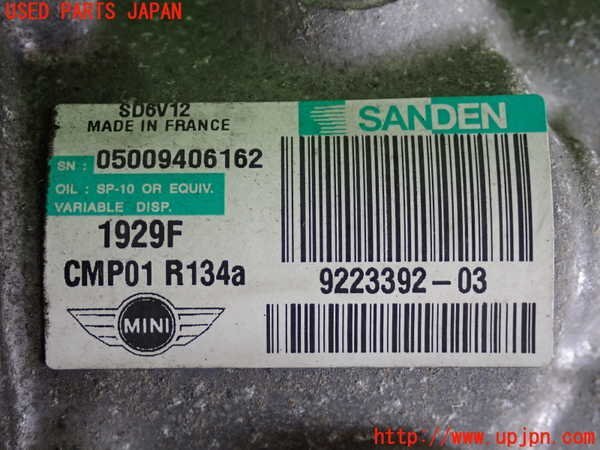 USED PARTS JAPAN
SD6V12
MADE IN FRANCE
SANDEN
SN : 05009406162
OIL : SP-10 OR EQUIV.
VARIABLE DISP.
1929F
CMP01 R134a
9223392-03
MINI
http://www.upjpn.com